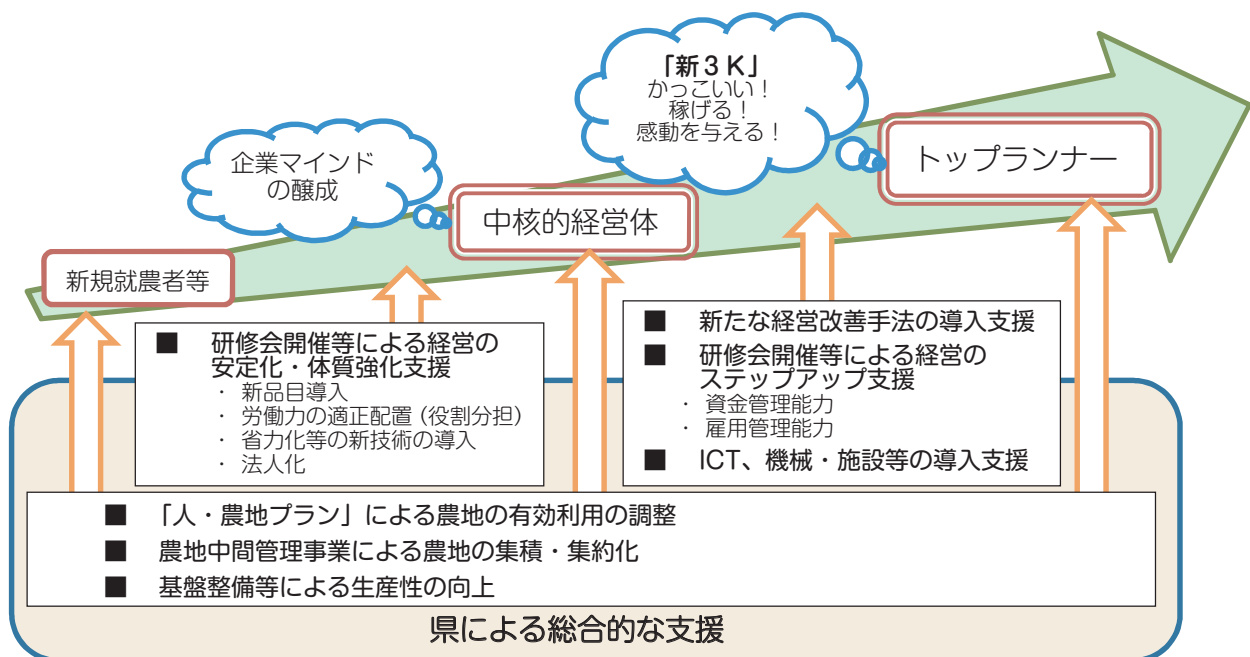 「新３Ｋ」
かっこいい！
稼げる！
感動を与える！
トップランナー
企業マインド
の醸成
中核的経営体
新規就農者等
■ 研修会開催等による経営の
安定化・体質強化支援
・ 新品目導入
・ 労働力の適正配置（役割分担）
・ 省力化等の新技術の導入
・ 法人化
■ 新たな経営改善手法の導入支援
■ 研修会開催等による経営の
ステップアップ支援
・ 資金管理能力
・ 雇用管理能力
■ ICT、機械・施設等の導入支援
■ 「人・農地プラン」による農地の有効利用の調整
■ 農地中間管理事業による農地の集積・集約化
■ 基盤整備等による生産性の向上
県による総合的な支援